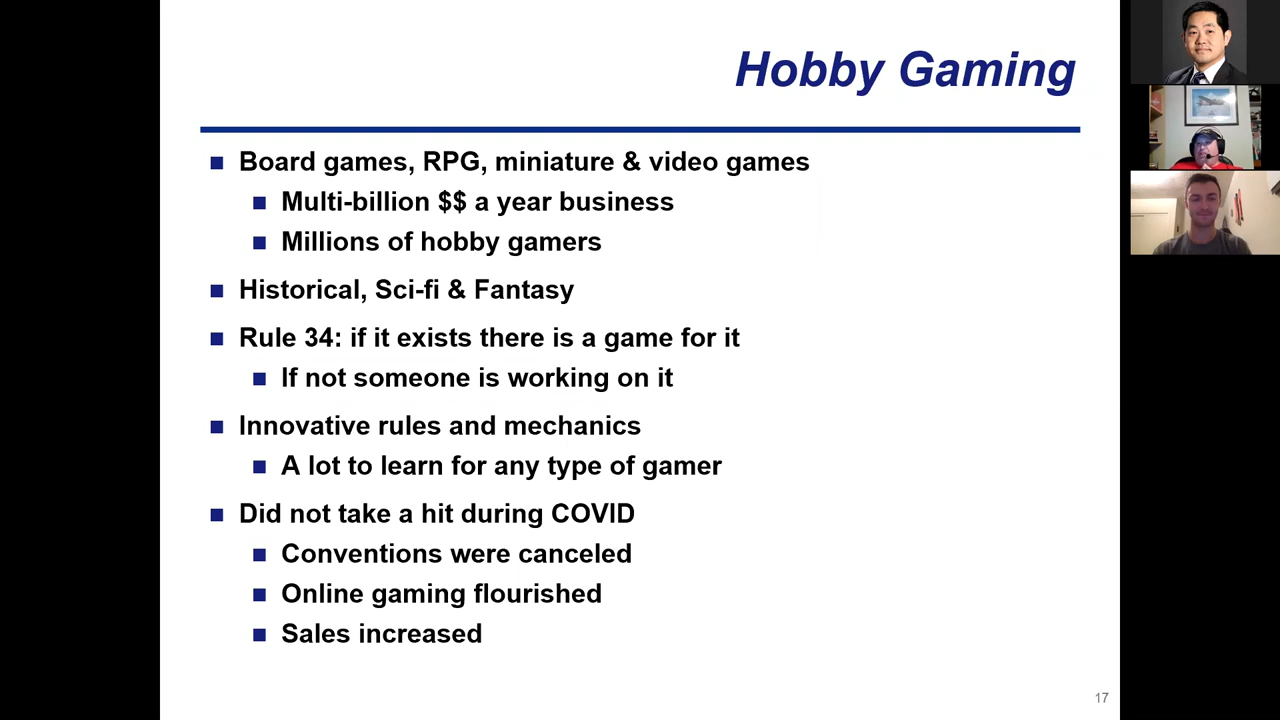 Hobby Gaming
Board games, RPG, miniature & video games
Multi-billion $$ a year business
Millions of hobby gamers
Historical, Sci-fi & Fantasy
Rule 34: if it exists there is a game for it
If not someone is working on it
Innovative rules and mechanics
A lot to learn for any type of gamer
Did not take a hit during COVID
Conventions were canceled
Online gaming flourished
Sales increased
17